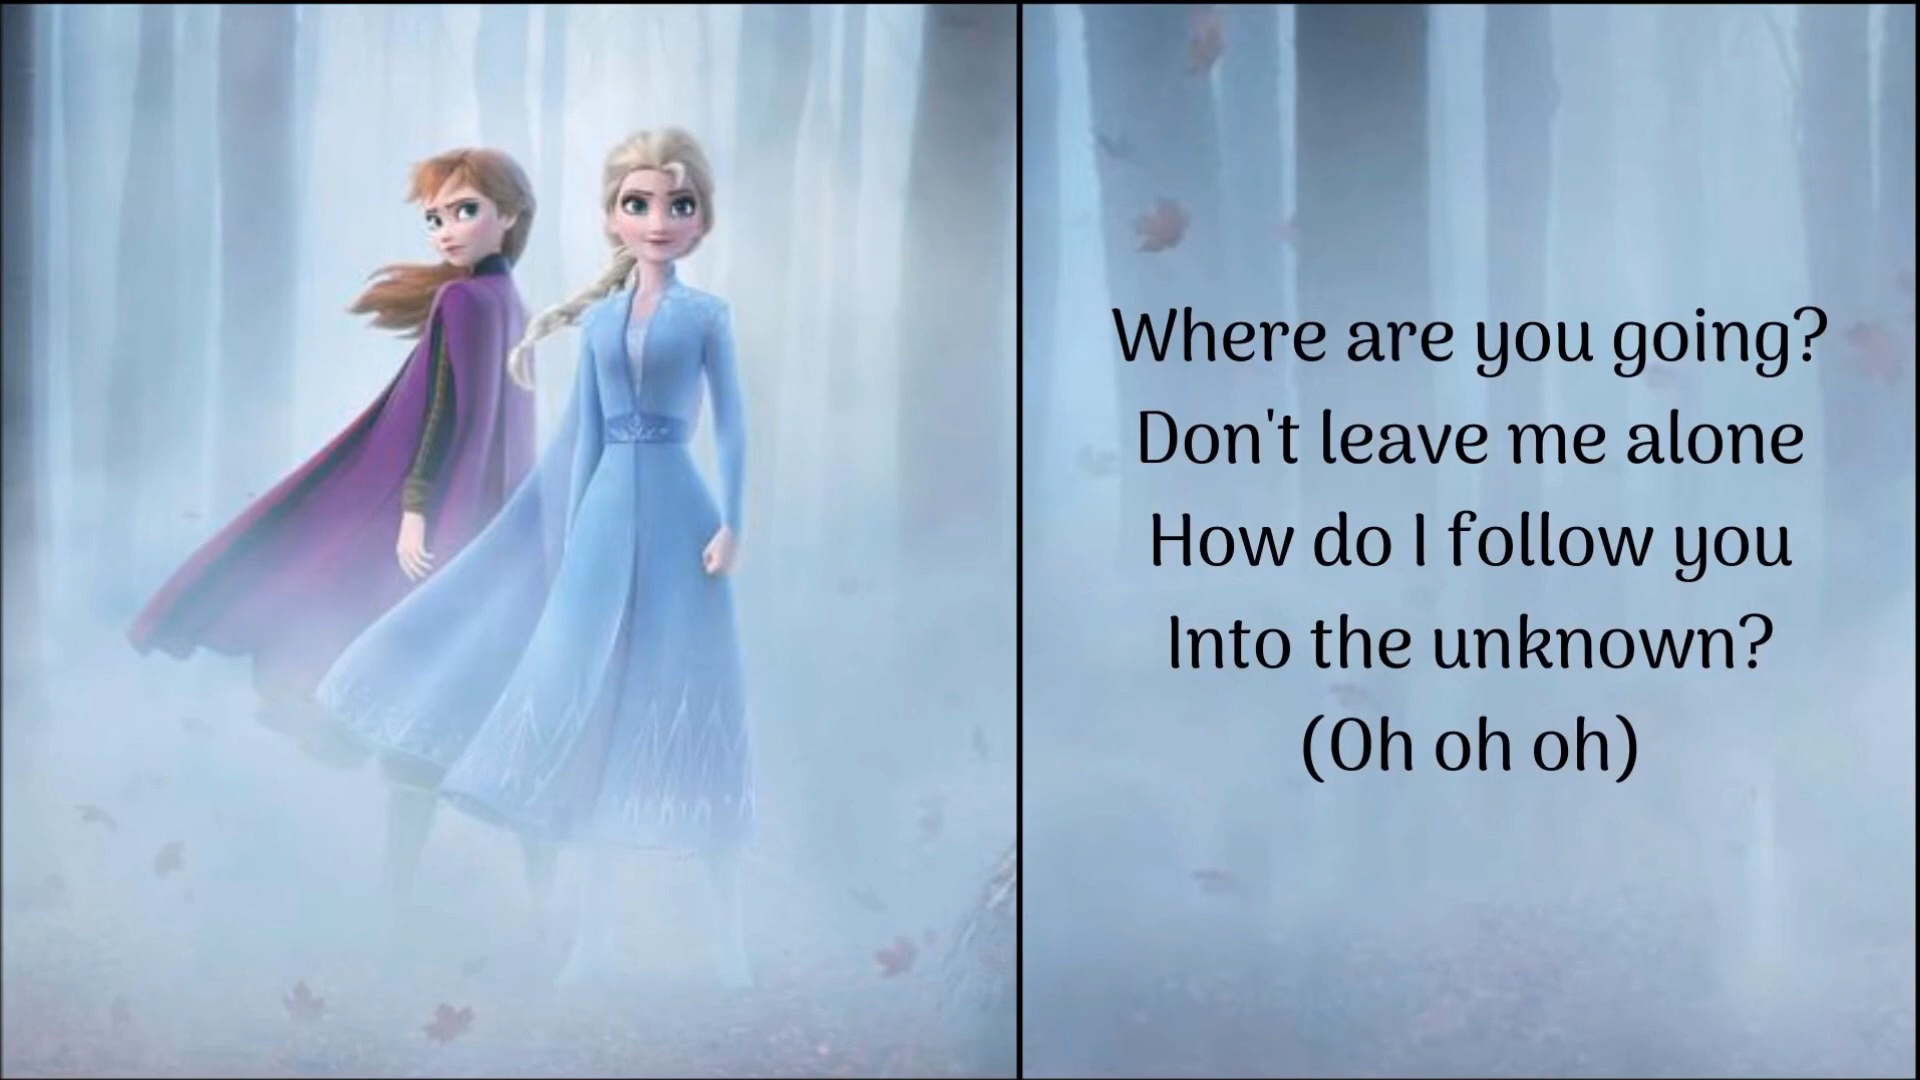 Where are you going?
Don't leave me alone
How do I follow you
Into the unknown?
(Oh oh oh)